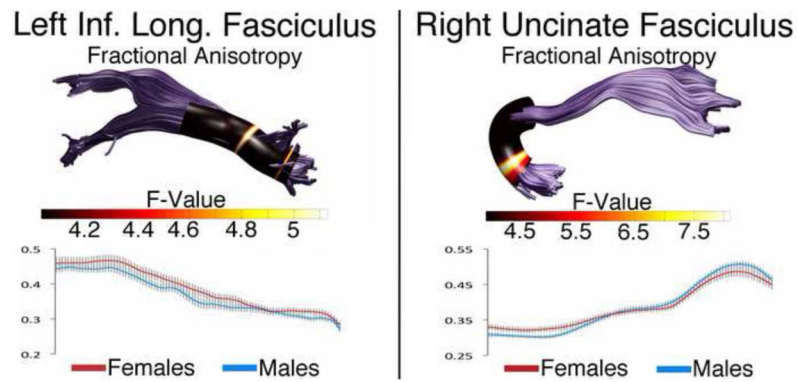 Left Inf. Long. Fasciculus
Fractional Anisotropy
F-Value
4.2 4.4 4.6 4.8 5
0.5
0.4
0.3
0.2
Females Males
Right Uncinate Fasciculus
Fractional Anisotropy
F-Value
4.5 5.5 6.5 7.5
0.55
0.45
0.35
0.25
Females Males